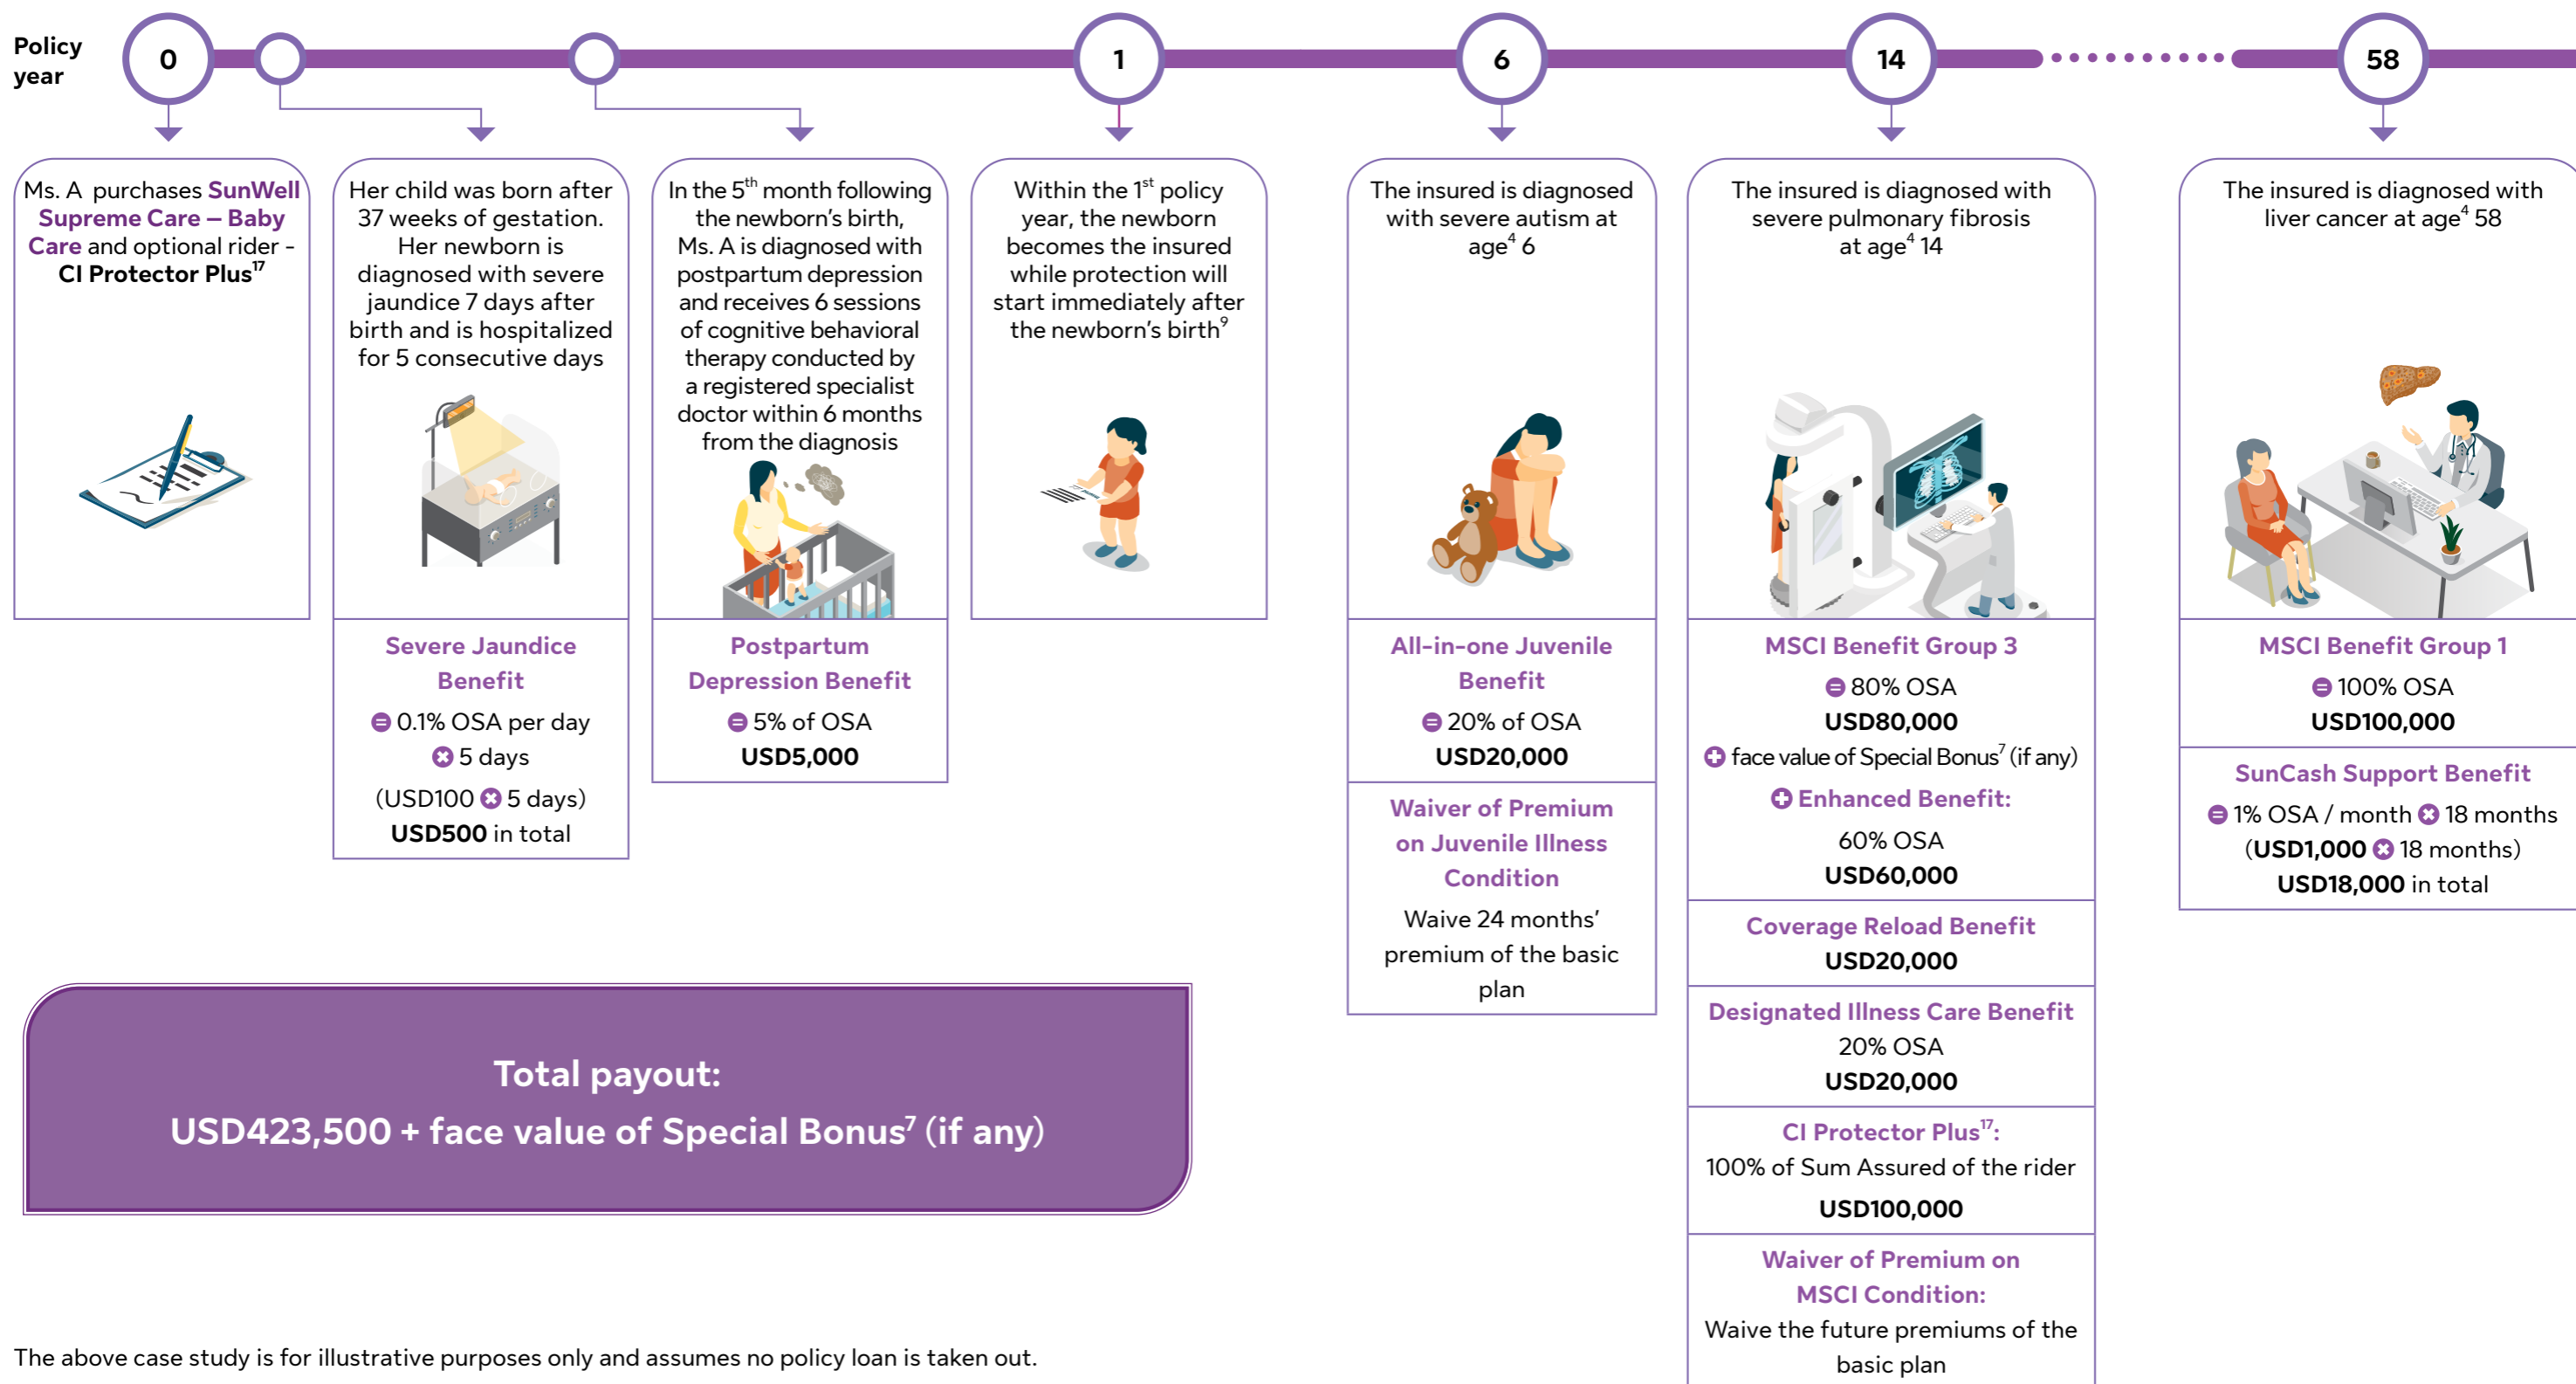 Policy
year
0
1
6
14
58
Ms. A purchases SunWell
Supreme Care – Baby
Care and optional rider -
CI Protector Plus17
Her child was born after
37 weeks of gestation.
Her newborn is
diagnosed with severe
jaundice 7 days after
birth and is hospitalized
for 5 consecutive days
Severe Jaundice
Benefit
= 0.1% OSA per day
× 5 days
(USD100 × 5 days)
USD500 in total
In the 5th month following
the newborn's birth,
Ms. A is diagnosed with
postpartum depression
and receives 6 sessions
of cognitive behavioral
therapy conducted by
a registered specialist
doctor within 6 months
from the diagnosis
Postpartum
Depression Benefit
= 5% of OSA
USD5,000
Within the 1st policy
year, the newborn
becomes the insured
while protection will
start immediately after
the newborn's birth9
The insured is diagnosed
with severe autism at
age4 6
All-in-one Juvenile
Benefit
= 20% of OSA
USD20,000
Waiver of Premium
on Juvenile Illness
Condition
Waive 24 months'
premium of the basic
plan
The insured is diagnosed with
severe pulmonary fibrosis
at age4 14
MSCI Benefit Group 3
= 80% OSA
USD80,000
+ face value of Special Bonus7 (if any)
+ Enhanced Benefit:
60% OSA
USD60,000
Coverage Reload Benefit
USD20,000
Designated Illness Care Benefit
20% OSA
USD20,000
CI Protector Plus17:
100% of Sum Assured of the rider
USD100,000
Waiver of Premium on
MSCI Condition:
Waive the future premiums of the
basic plan
The insured is diagnosed with
liver cancer at age4 58
MSCI Benefit Group 1
= 100% OSA
USD100,000
SunCash Support Benefit
= 1% OSA / month × 18 months
(USD1,000 × 18 months)
USD18,000 in total
Total payout:
USD423,500 + face value of Special Bonus7 (if any)
The above case study is for illustrative purposes only and assumes no policy loan is taken out.